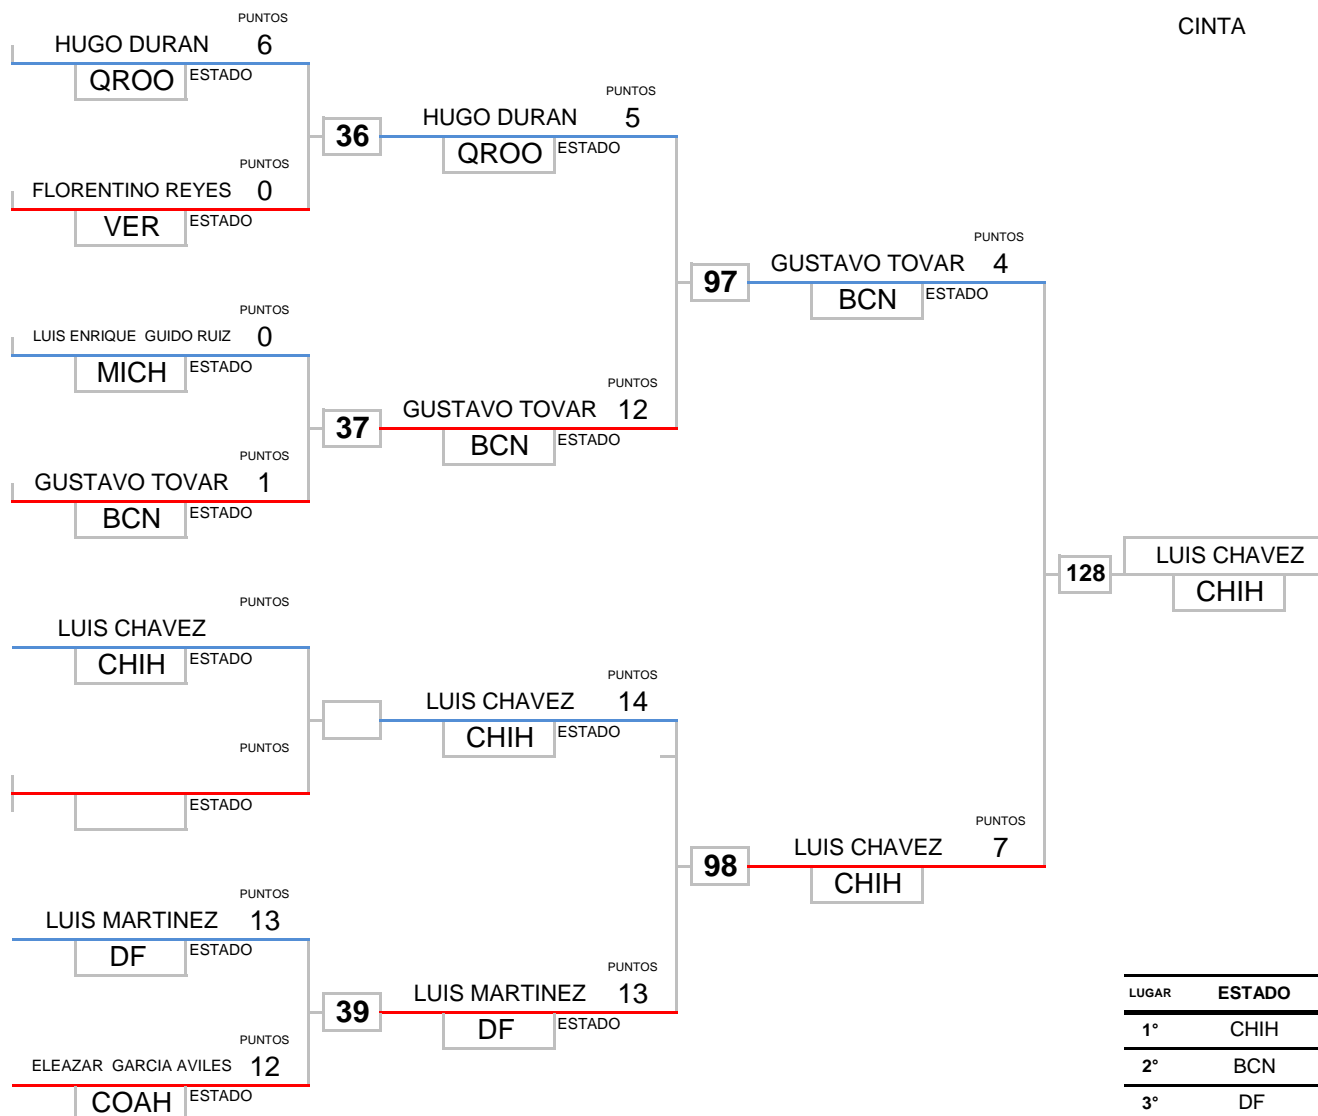 PUNTOS
CINTA
HUGO DURAN 6
QROO ESTADO
PUNTOS
36 HUGO DURAN 5
QROO ESTADO
PUNTOS
FLORENTINO REYES 0
VER ESTADO
PUNTOS
97 GUSTAVO TOVAR 4
BCN ESTADO
PUNTOS
LUIS ENRIQUE GUIDO RUIZ 0
MICH ESTADO
PUNTOS
37 GUSTAVO TOVAR 12
BCN ESTADO
PUNTOS
GUSTAVO TOVAR 1
BCN ESTADO
128 LUIS CHAVEZ
CHIH
PUNTOS
LUIS CHAVEZ
CHIH ESTADO
PUNTOS
LUIS CHAVEZ 14
CHIH ESTADO
PUNTOS
ESTADO
PUNTOS
98 LUIS CHAVEZ 7
CHIH
PUNTOS
LUIS MARTINEZ 13
DF ESTADO
PUNTOS
39 LUIS MARTINEZ 13
DF ESTADO
PUNTOS
ELEAZAR GARCIA AVILES 12
COAH ESTADO
LUGAR ESTADO
1° CHIH
2° BCN
3° DF